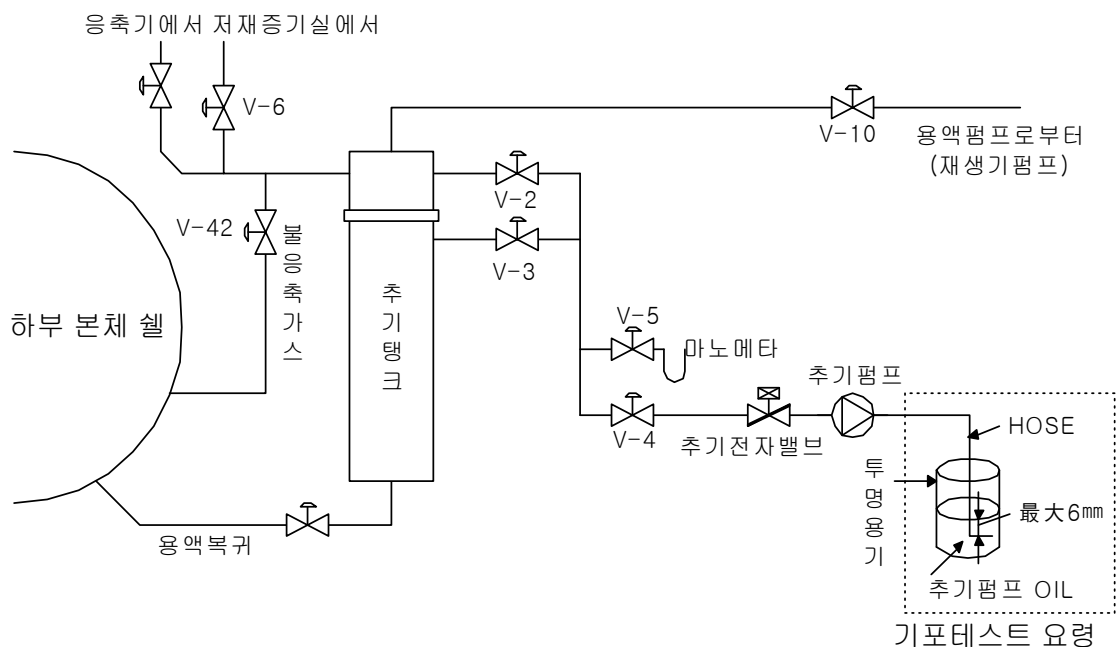 응축기에서 저재증기실에서
V-6
V-10
용액펌프로부터
(재생기펌프)
V-2
V-42
불응축가스
V-3
추기탱크
하부 본체 쉘
V-5
마노메타
추기펌프
V-4
추기전자밸브
HOSE
투명용기
最大6㎜
용액복귀
추기펌프 OIL
기포테스트 요령